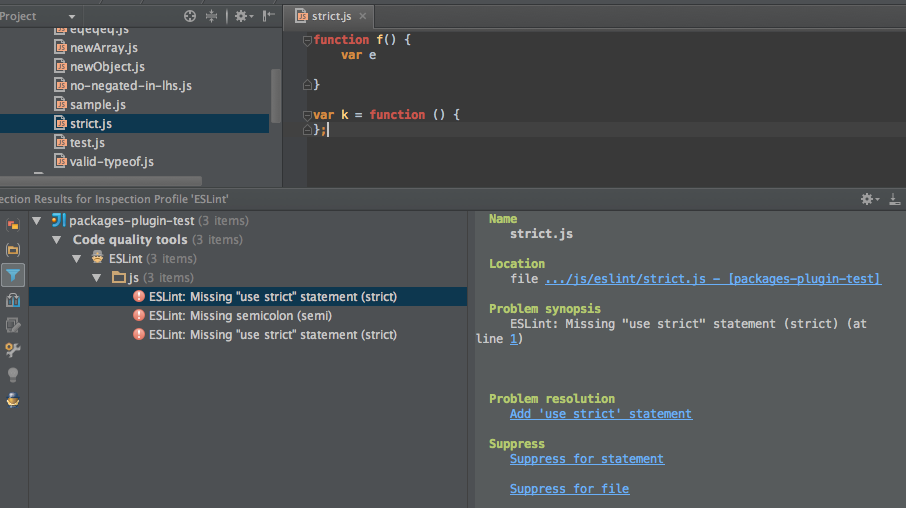 Project
strict.js
eqeqeq.js
newArray.js
newObject.js
no-negated-in-lhs.js
sample.js
strict.js
test.js
valid-typeof.js
function f() {
var e
}
var k = function () {
};
ection Results for Inspection Profile 'ESLint'
packages-plugin-test (3 items)
Code quality tools (3 items)
ESLint (3 items)
js (3 items)
ESLint: Missing "use strict" statement (strict)
ESLint: Missing semicolon (semi)
ESLint: Missing "use strict" statement (strict)
Name
strict.js
Location
file .../js/eslint/strict.js – [packages-plugin-test]
Problem synopsis
ESLint: Missing "use strict" statement (strict) (at
line 1)
Problem resolution
Add 'use strict' statement
Suppress
Suppress for statement
Suppress for file